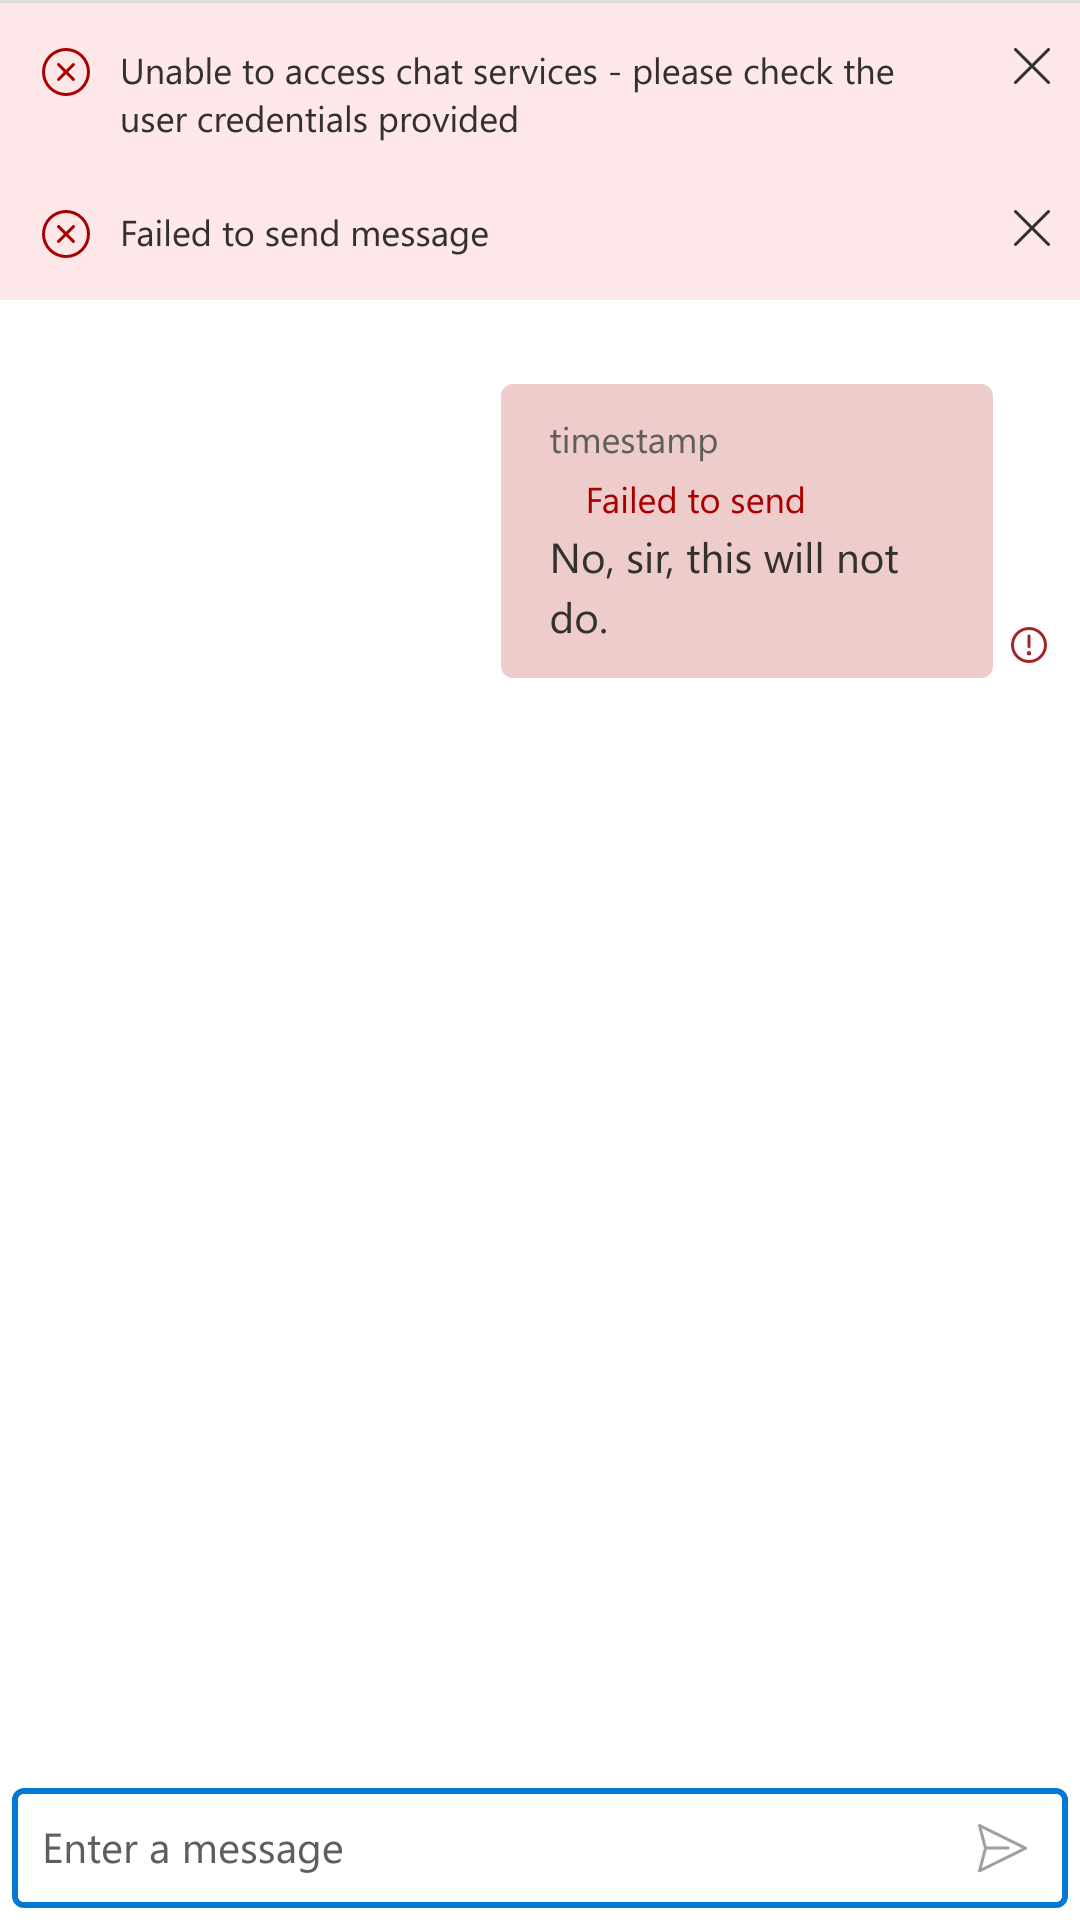 Unable to access chat services - please check the
user credentials provided
Failed to send message
timestamp
Failed to send
No, sir, this will not
do.
Enter a message